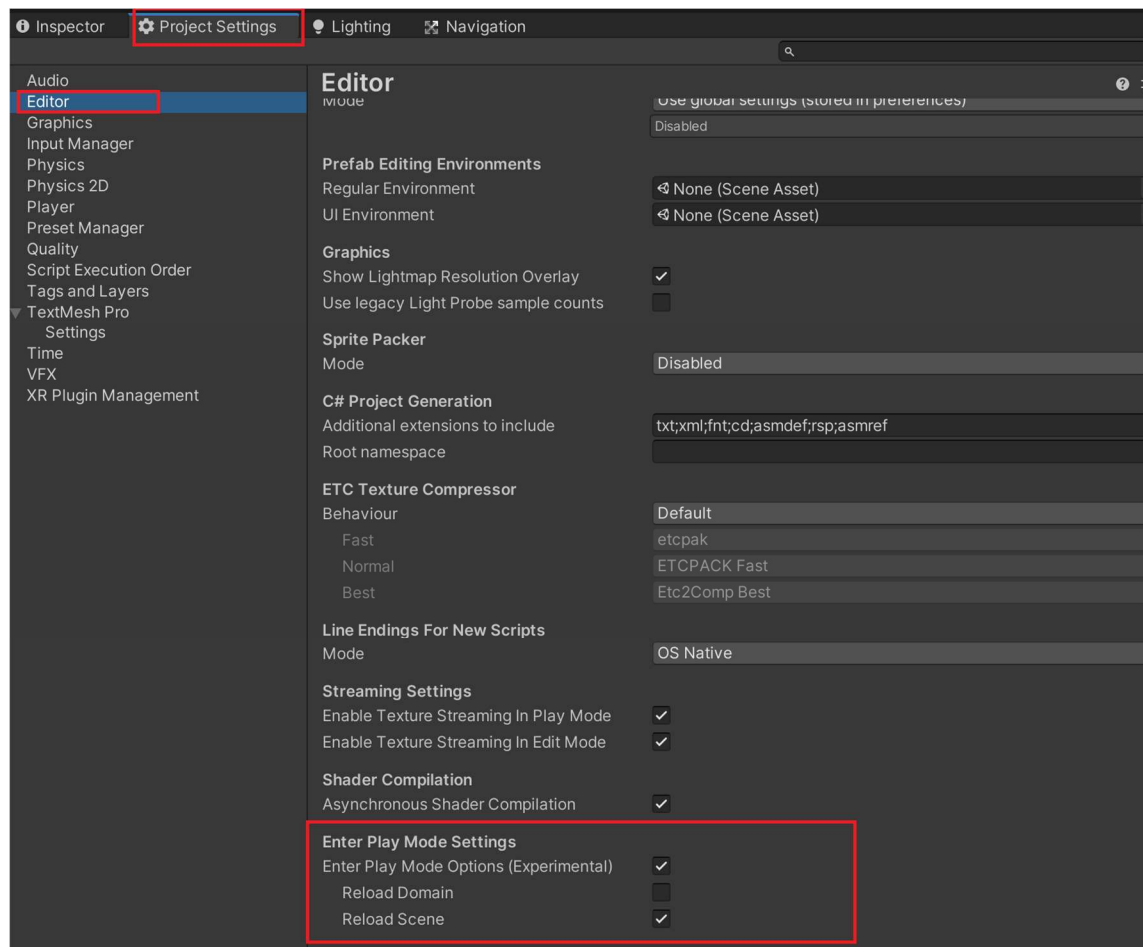 Inspector Project Settings Lighting Navigation
Audio
Editor
Graphics
Input Manager
Physics
Physics 2D
Player
Preset Manager
Quality
Script Execution Order
Tags and Layers
TextMesh Pro
Settings
Time
VFX
XR Plugin Management
Editor
Mode Use global settings (stored in preferences)
Disabled
Prefab Editing Environments
Regular Environment None (Scene Asset)
UI Environment None (Scene Asset)
Graphics
Show Lightmap Resolution Overlay
Use legacy Light Probe sample counts
Sprite Packer
Mode Disabled
C# Project Generation
Additional extensions to include txt;xml;fnt;cd;asmdef;rsp;asmref
Root namespace
ETC Texture Compressor
Behaviour Default
Fast etcpak
Normal ETCPACK Fast
Best Etc2Comp Best
Line Endings For New Scripts
Mode OS Native
Streaming Settings
Enable Texture Streaming In Play Mode
Enable Texture Streaming In Edit Mode
Shader Compilation
Asynchronous Shader Compilation
Enter Play Mode Settings
Enter Play Mode Options (Experimental)
Reload Domain
Reload Scene